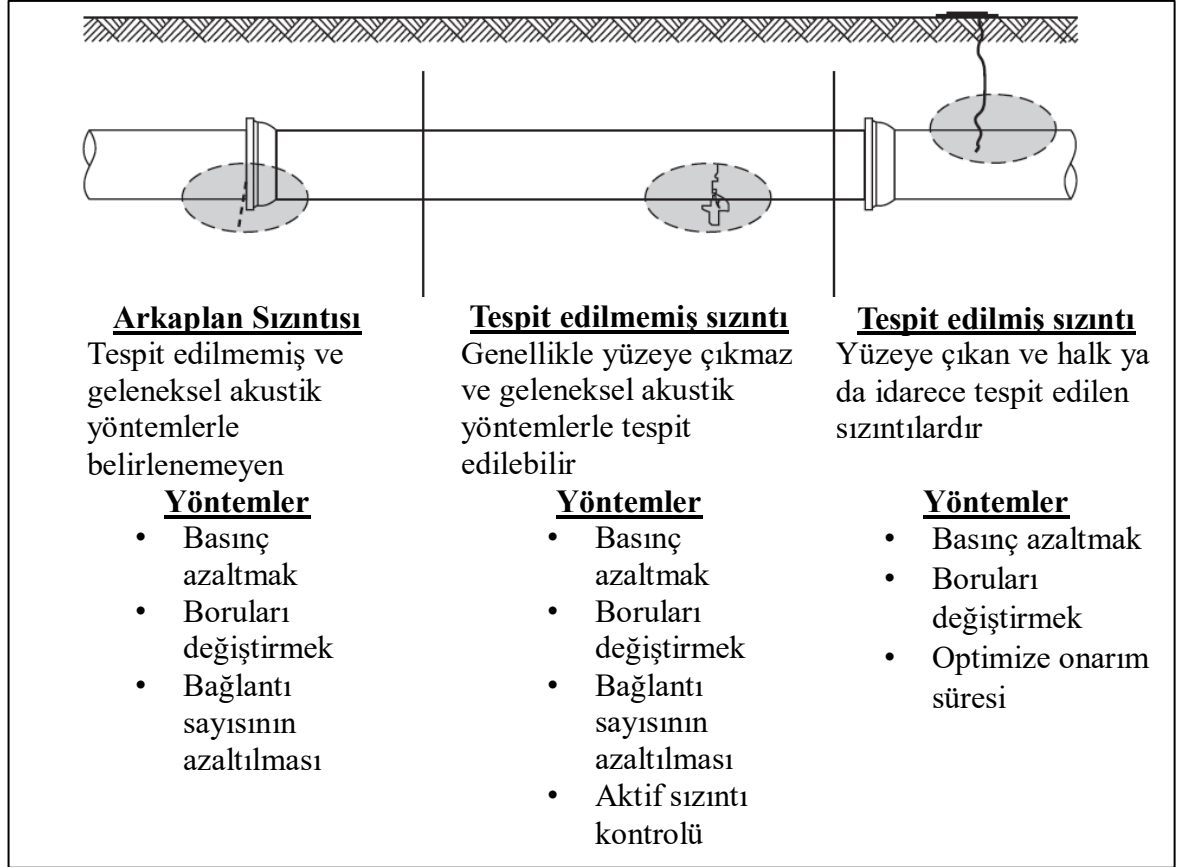 Arkaplan Sızıntısı
Tespit edilmemiş ve
geleneksel akustik
yöntemlerle
belirlenemeyen
Yöntemler
• Basınç
azaltmak
• Boruları
değiştirmek
• Bağlantı
sayısının
azaltılması
Tespit edilmemiş sızıntı
Genellikle yüzeye çıkmaz
ve geleneksel akustik
yöntemlerle tespit
edilebilir
Yöntemler
• Basınç
azaltmak
• Boruları
değiştirmek
• Bağlantı
sayısının
azaltılması
• Aktif sızıntı
kontrolü
Tespit edilmiş sızıntı
Yüzeye çıkan ve halk ya
da idarece tespit edilen
sızıntılardır
Yöntemler
• Basınç azaltmak
• Boruları
değiştirmek
• Optimize onarım
süresi